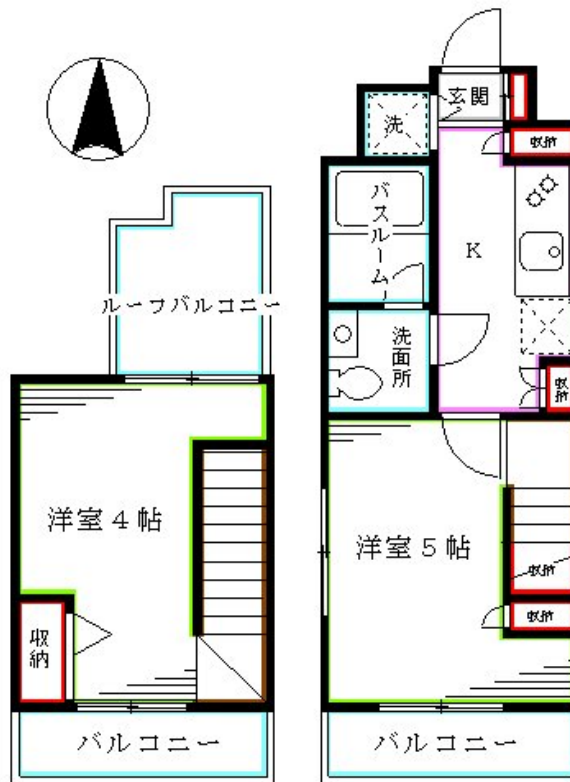 ルーフバルコニー
洋室４帖
収納
バルコニー
玄関
洗
収納
バスルーム
K
洗面所
収納
洋室５帖
収納
収納
バルコニー